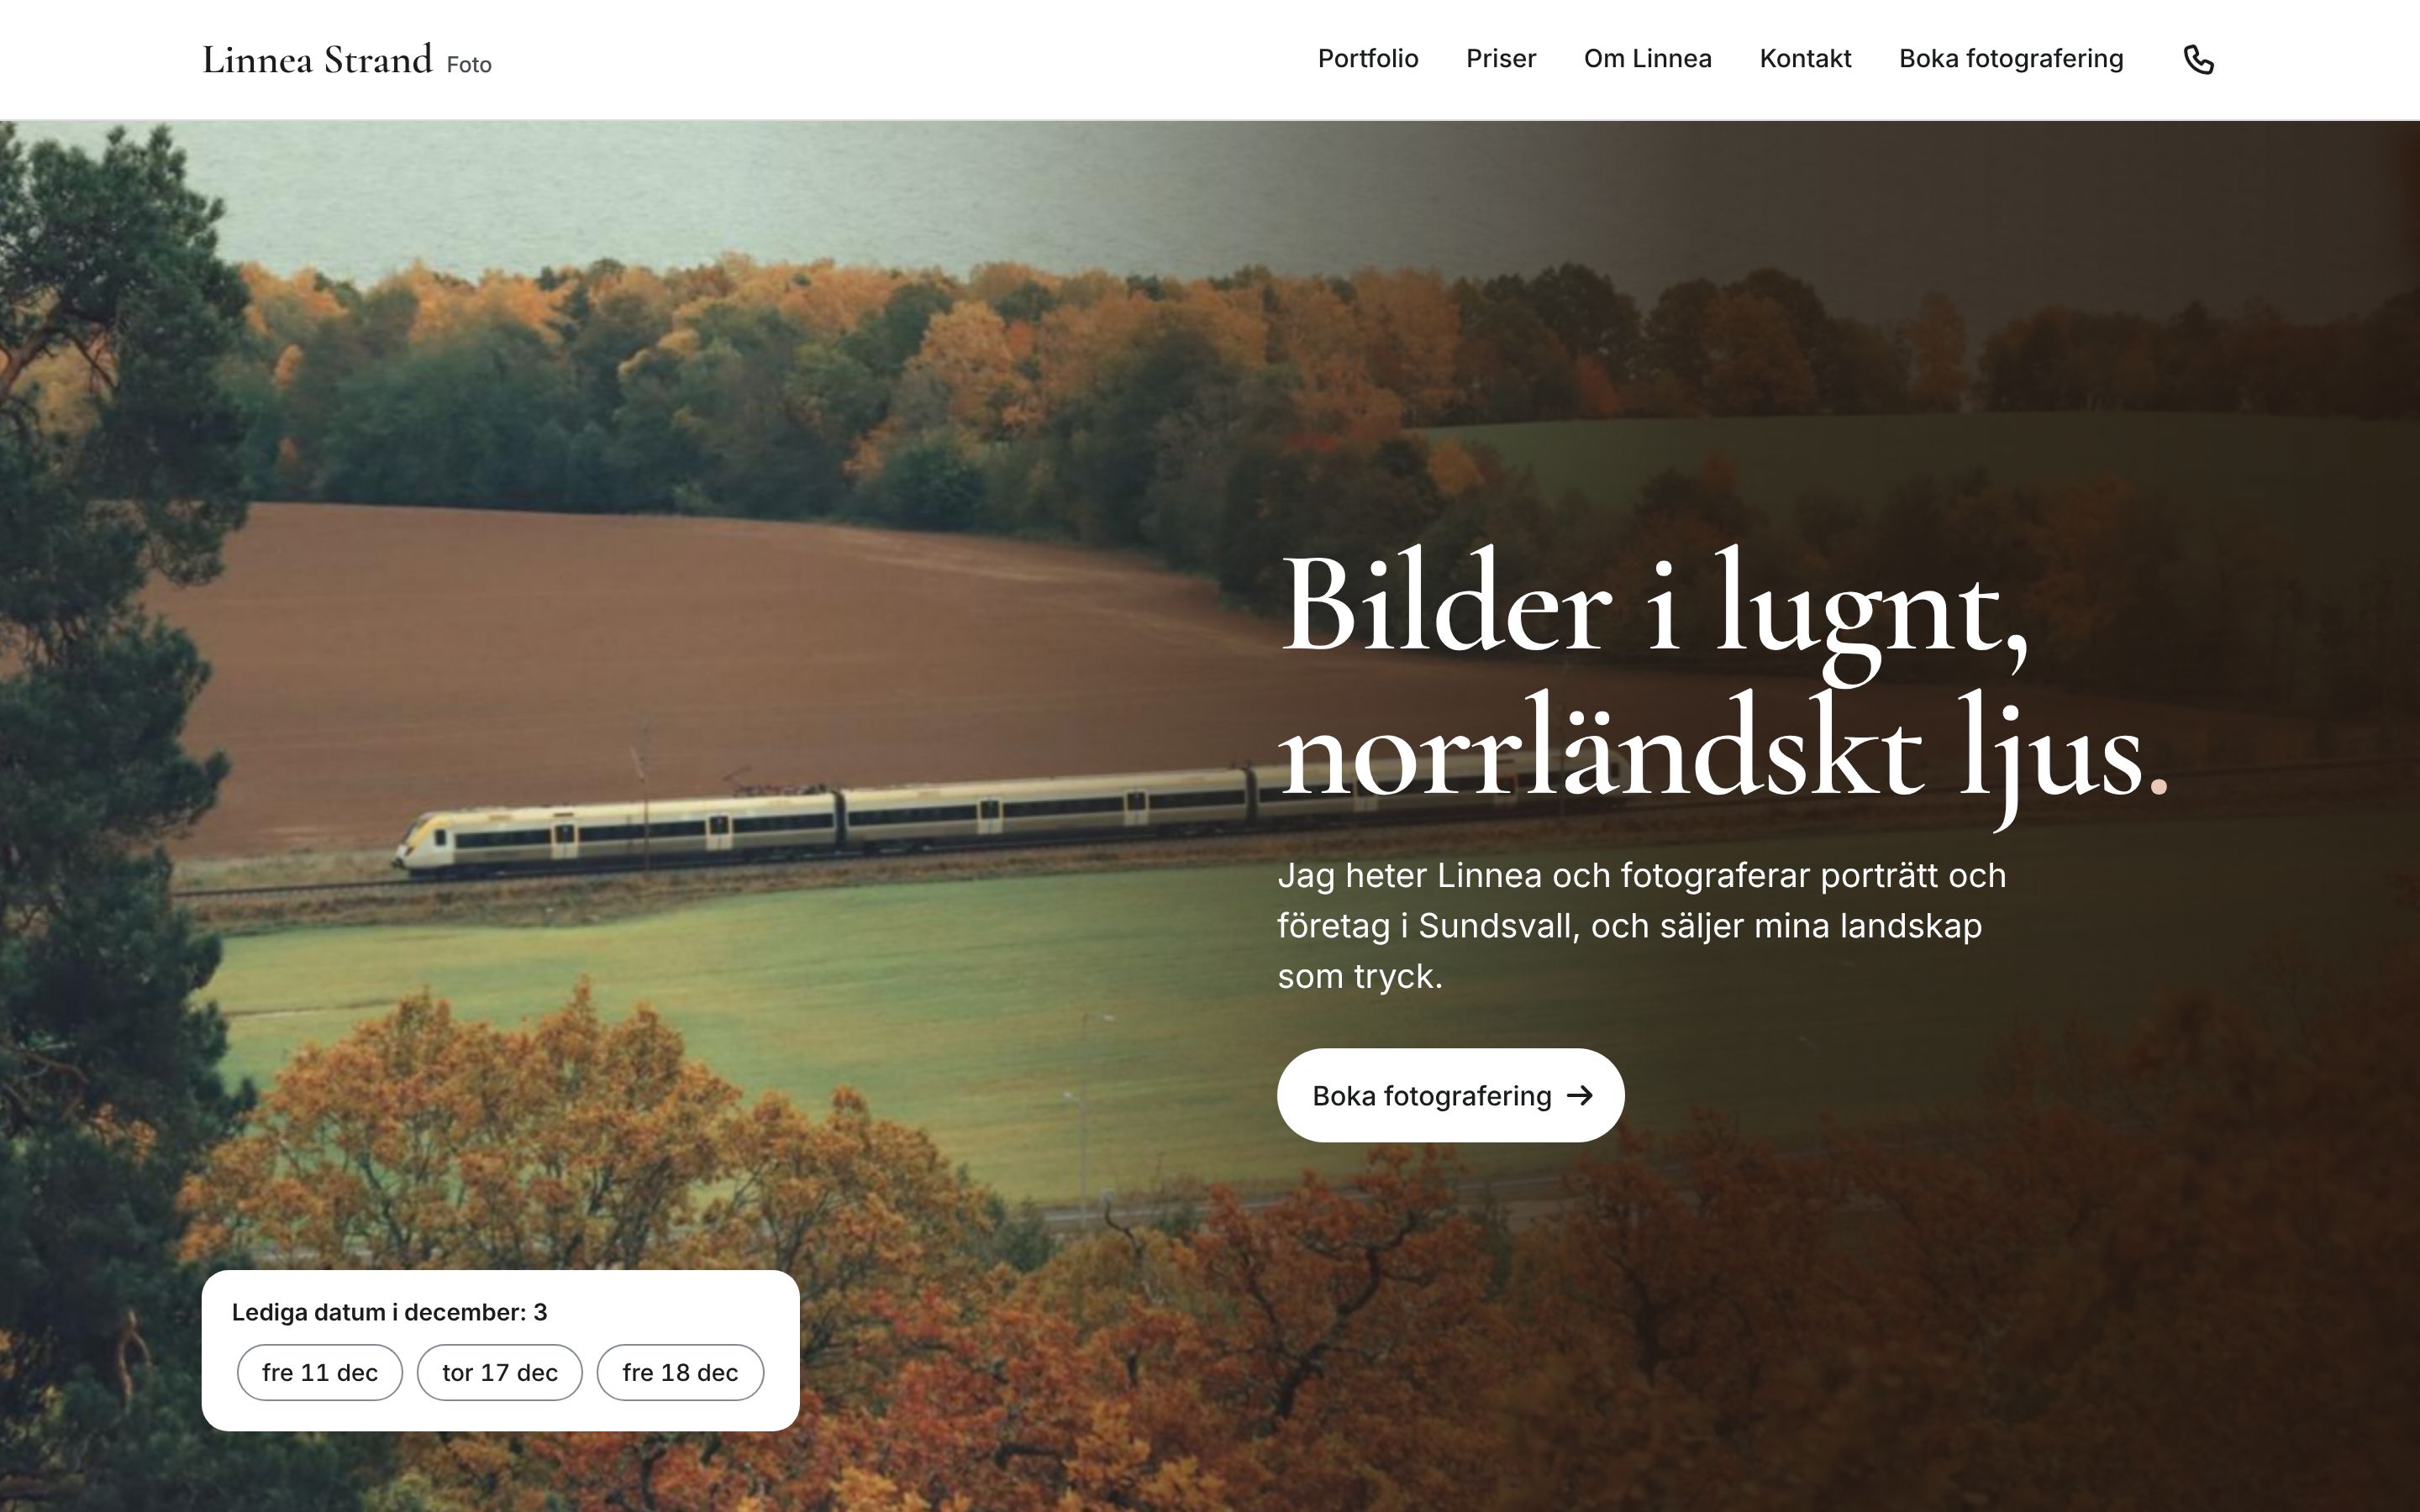 Linnea Strand Foto
Portfolio Priser Om Linnea Kontakt Boka fotografering
Bilder i lugnt,
norrländskt ljus.
Jag heter Linnea och fotograferar porträtt och
företag i Sundsvall, och säljer mina landskap
som tryck.
Boka fotografering
Lediga datum i december: 3
fre 11 dec tor 17 dec fre 18 dec